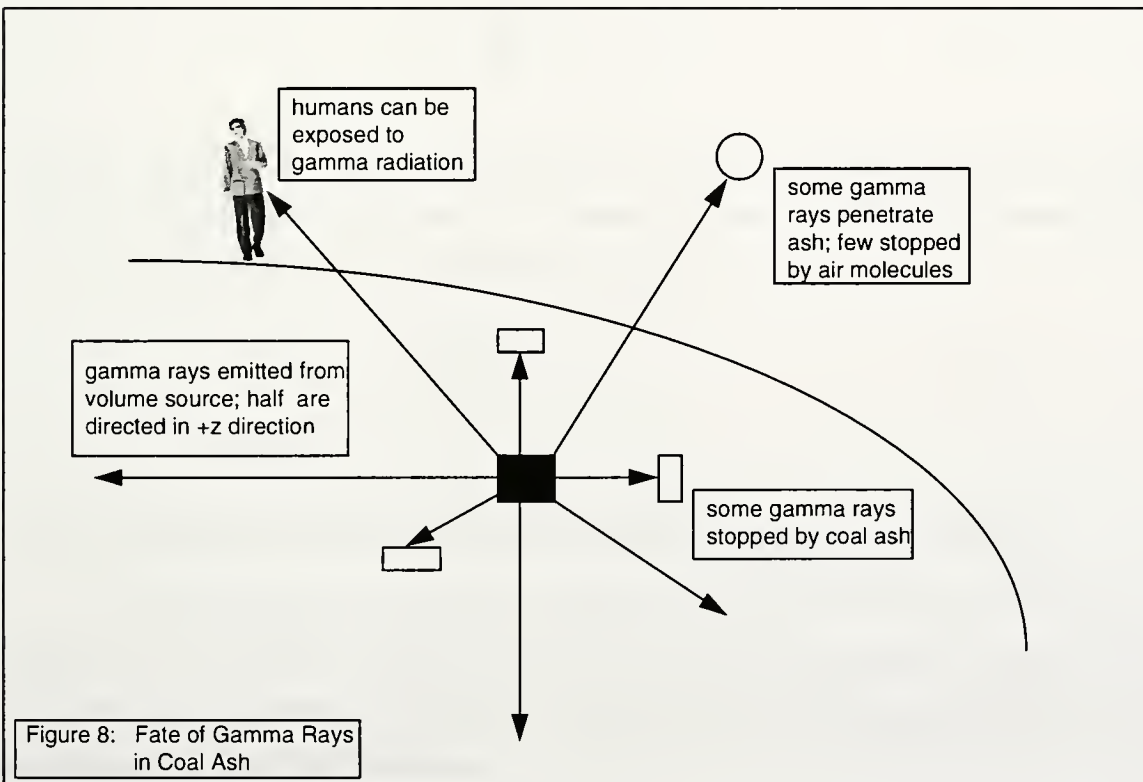 humans can be
exposed to
gamma radiation
some gamma
rays penetrate
ash; few stopped
by air molecules
gamma rays emitted from
volume source; half are
directed in +z direction
some gamma rays
stopped by coal ash
Figure 8: Fate of Gamma Rays
in Coal Ash